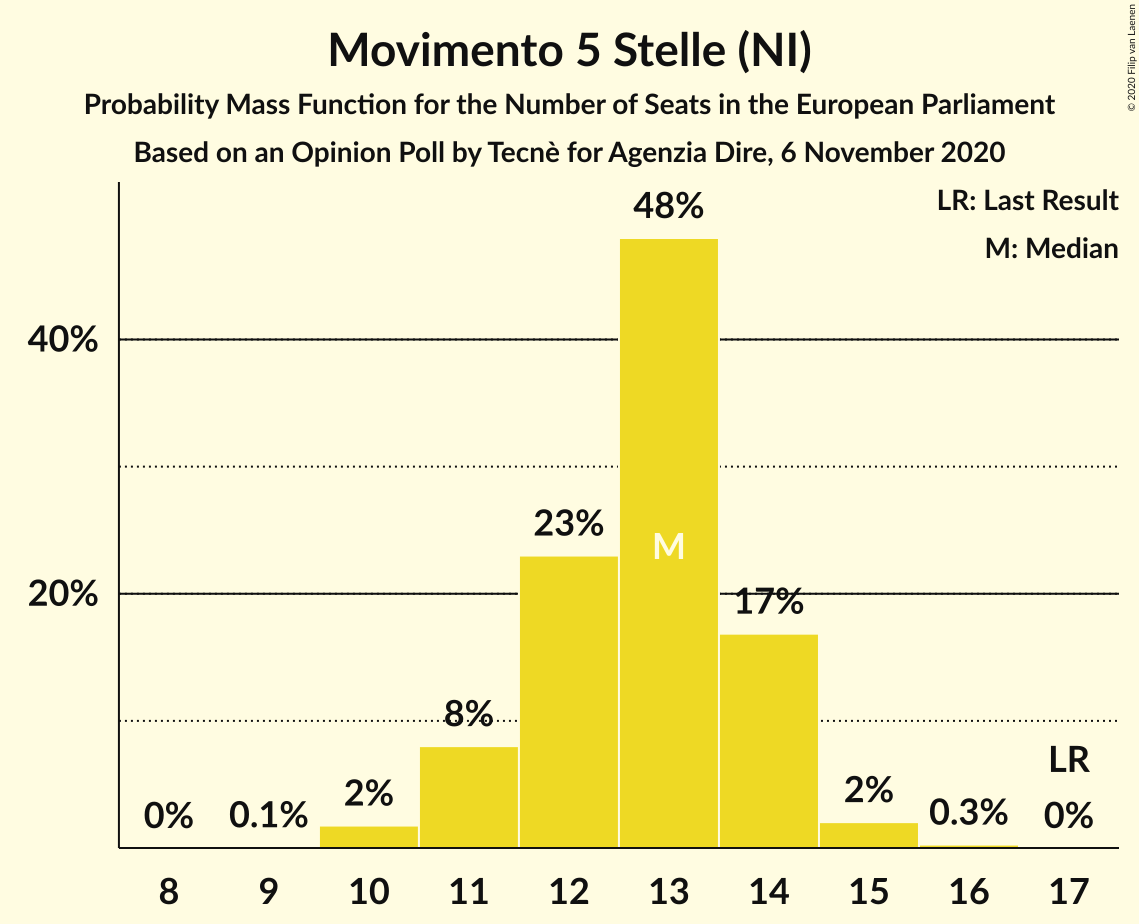 Movimento 5 Stelle (NI)
Probability Mass Function for the Number of Seats in the European Parliament
Based on an Opinion Poll by Tecnè for Agenzia Dire, 6 November 2020
© 2020 Filip van Laenen
LR: Last Result
M: Median
40%
20%
0%
0.1%
2%
8%
23%
48%
M
17%
2%
0.3%
LR
0%
8 9 10 11 12 13 14 15 16 17